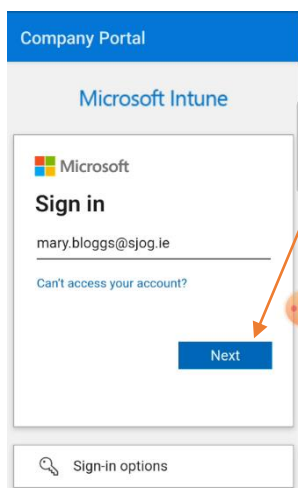 Company Portal
Microsoft Intune
Microsoft
Sign in
mary.bloggs@sjog.ie
Can't access your account?
Next
Sign-in options